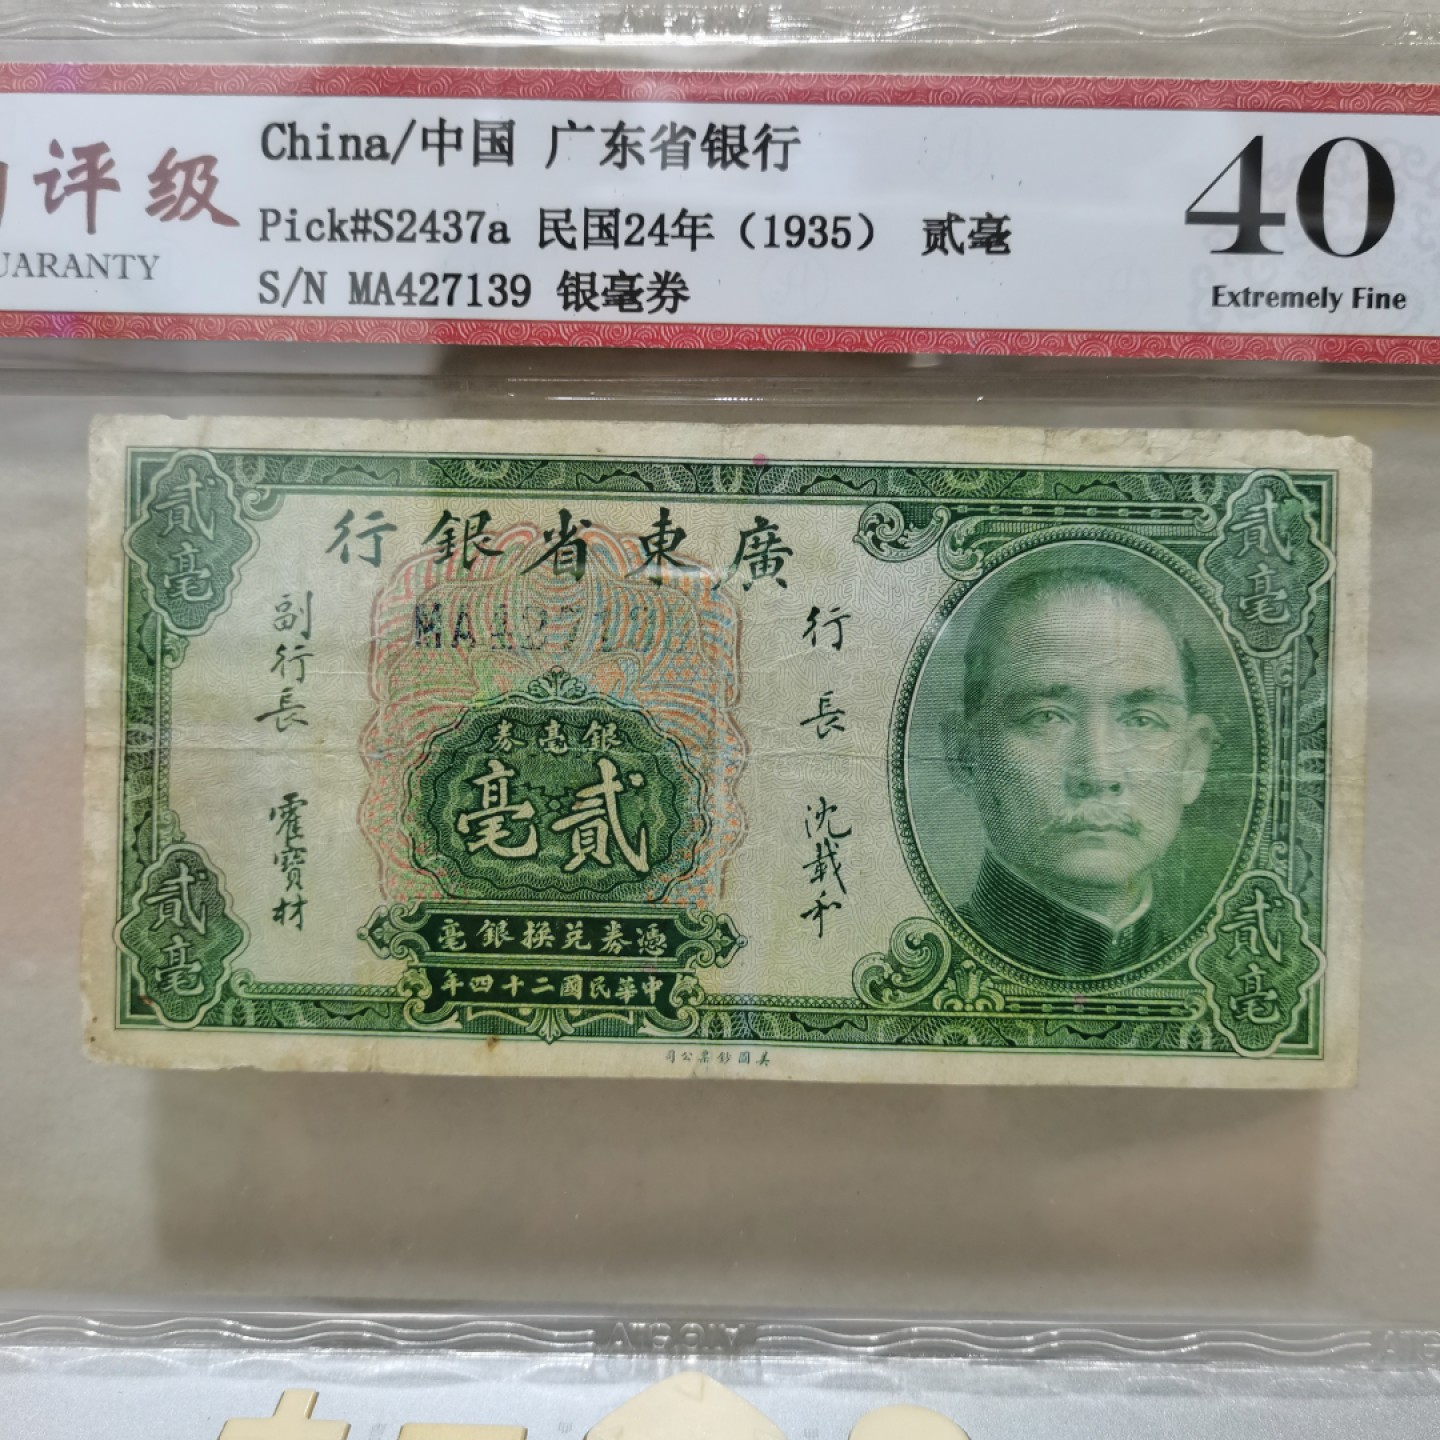 China/中国 广东省银行
评级
Pick#S2437a 民国24年（1935） 贰毫
UARANTY
S/N MA427139 银毫券
40
Extremely Fine
行銀省東廣
貳毫
貳毫
副行長 霍寶材
行長 沈載和
券毫銀
毫貳
毫銀換兌券憑
年四十二國民華中
貳毫
貳毫
司公票鈔國美